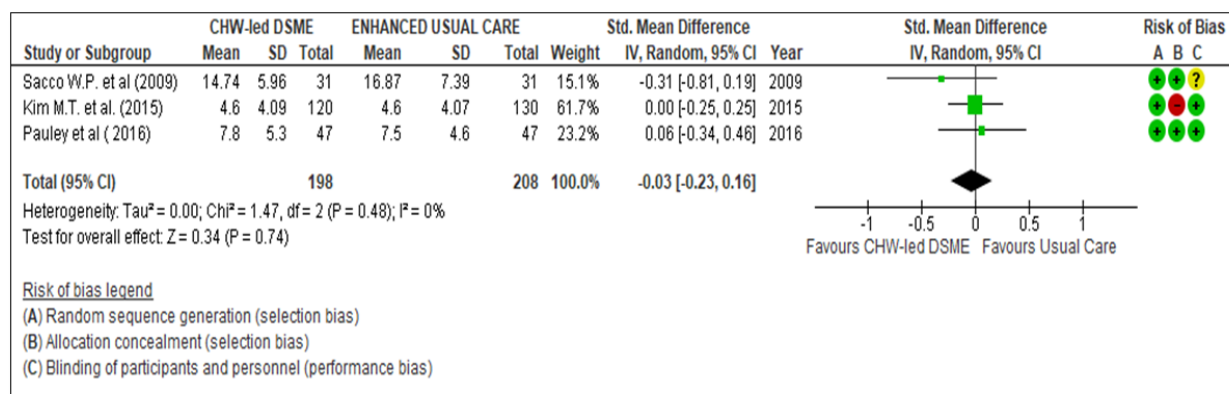 CHW-led DSME ENHANCED USUAL CARE Std. Mean Difference Std. Mean Difference Risk of Bias
Study or Subgroup Mean SD Total Mean SD Total Weight IV, Random, 95% CI Year IV, Random, 95% CI A B C
Sacco W.P. et al (2009) 14.74 5.96 31 16.87 7.39 31 15.1% -0.31 [-0.81, 0.19] 2009 + + ?
Kim M.T. et al. (2015) 4.6 4.09 120 4.6 4.07 130 61.7% 0.00 [-0.25, 0.25] 2015 + - +
Pauley et al ( 2016) 7.8 5.3 47 7.5 4.6 47 23.2% 0.06 [-0.34, 0.46] 2016 + + +
Total (95% CI) 198 208 100.0% -0.03 [-0.23, 0.16]
Heterogeneity: Tau² = 0.00; Chi² = 1.47, df = 2 (P = 0.48); I² = 0%
Test for overall effect: Z = 0.34 (P = 0.74)
-1 -0.5 0 0.5 1
Favours CHW-led DSME Favours Usual Care
Risk of bias legend
(A) Random sequence generation (selection bias)
(B) Allocation concealment (selection bias)
(C) Blinding of participants and personnel (performance bias)